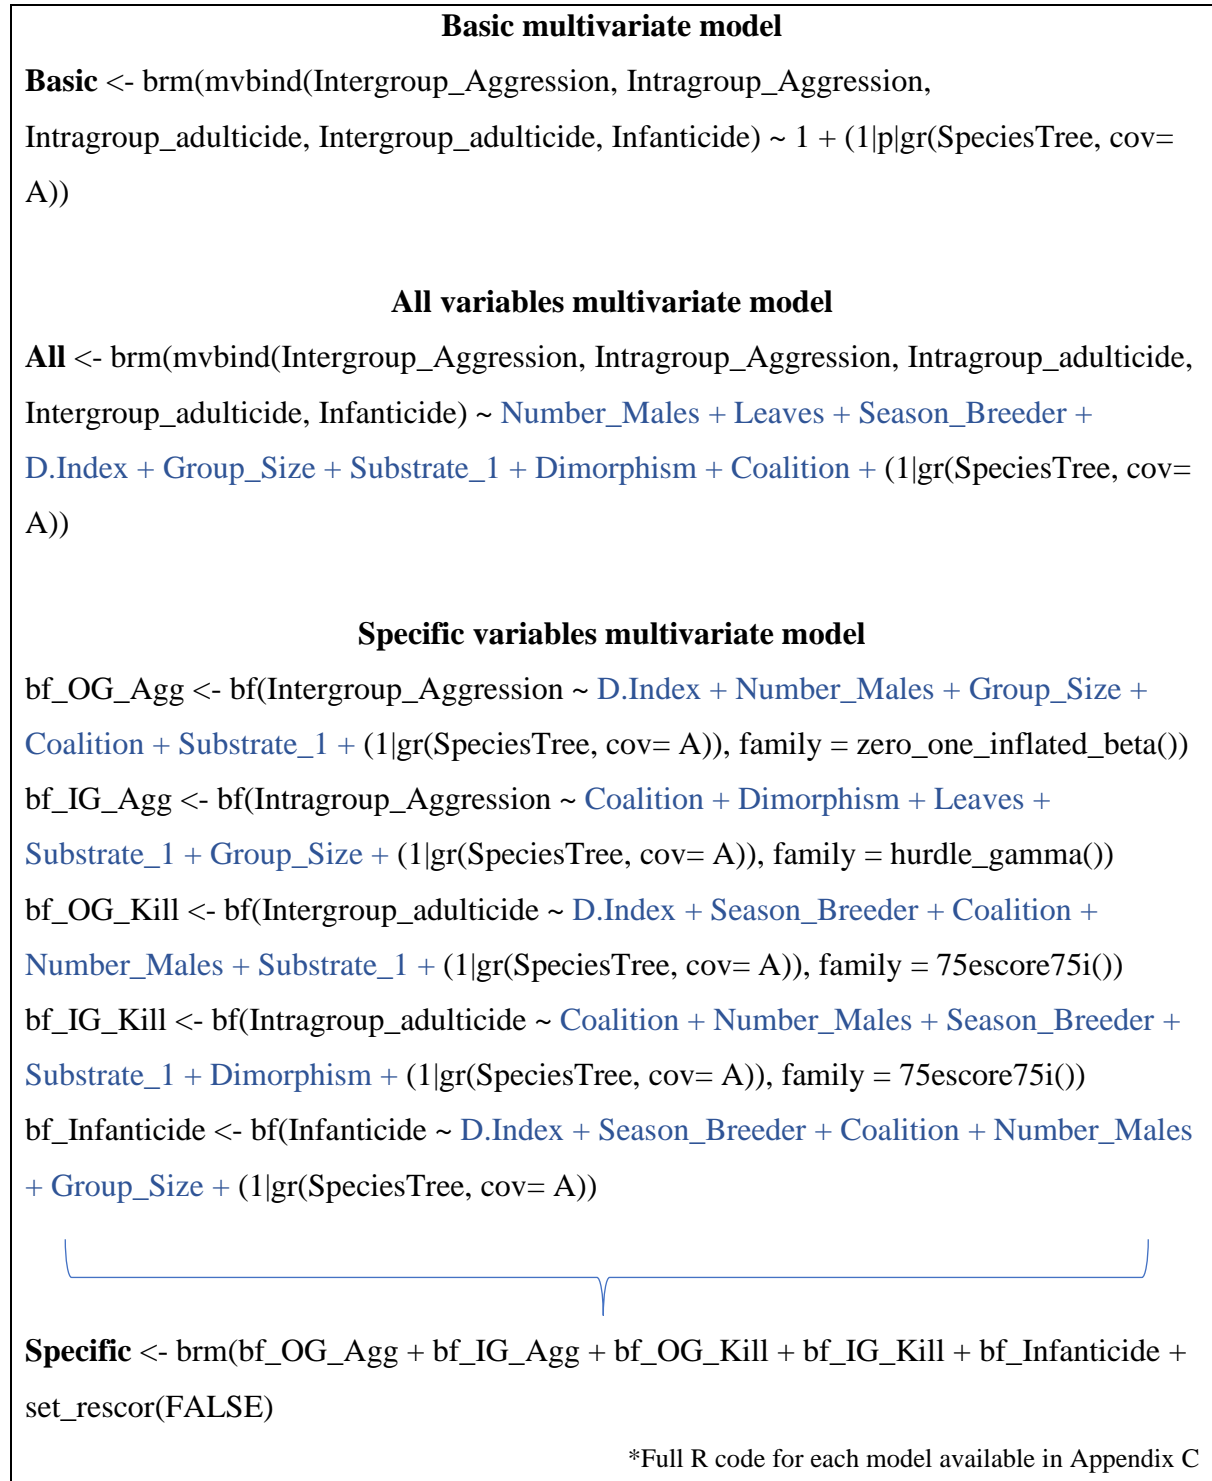 Basic multivariate model
Basic <- brm(mvbind(Intergroup_Aggression, Intragroup_Aggression,
Intragroup_adulticide, Intergroup_adulticide, Infanticide) ~ 1 + (1|p|gr(SpeciesTree, cov=
A))
All variables multivariate model
All <- brm(mvbind(Intergroup_Aggression, Intragroup_Aggression, Intragroup_adulticide,
Intergroup_adulticide, Infanticide) ~ Number_Males + Leaves + Season_Breeder +
D.Index + Group_Size + Substrate_1 + Dimorphism + Coalition + (1|gr(SpeciesTree, cov=
A))
Specific variables multivariate model
bf_OG_Agg <- bf(Intergroup_Aggression ~ D.Index + Number_Males + Group_Size +
Coalition + Substrate_1 + (1|gr(SpeciesTree, cov= A)), family = zero_one_inflated_beta())
bf_IG_Agg <- bf(Intragroup_Aggression ~ Coalition + Dimorphism + Leaves +
Substrate_1 + Group_Size + (1|gr(SpeciesTree, cov= A)), family = hurdle_gamma())
bf_OG_Kill <- bf(Intergroup_adulticide ~ D.Index + Season_Breeder + Coalition +
Number_Males + Substrate_1 + (1|gr(SpeciesTree, cov= A)), family = 75escore75i())
bf_IG_Kill <- bf(Intragroup_adulticide ~ Coalition + Number_Males + Season_Breeder +
Substrate_1 + Dimorphism + (1|gr(SpeciesTree, cov= A)), family = 75escore75i())
bf_Infanticide <- bf(Infanticide ~ D.Index + Season_Breeder + Coalition + Number_Males
+ Group_Size + (1|gr(SpeciesTree, cov= A))
Specific <- brm(bf_OG_Agg + bf_IG_Agg + bf_OG_Kill + bf_IG_Kill + bf_Infanticide +
set_rescor(FALSE)
*Full R code for each model available in Appendix C